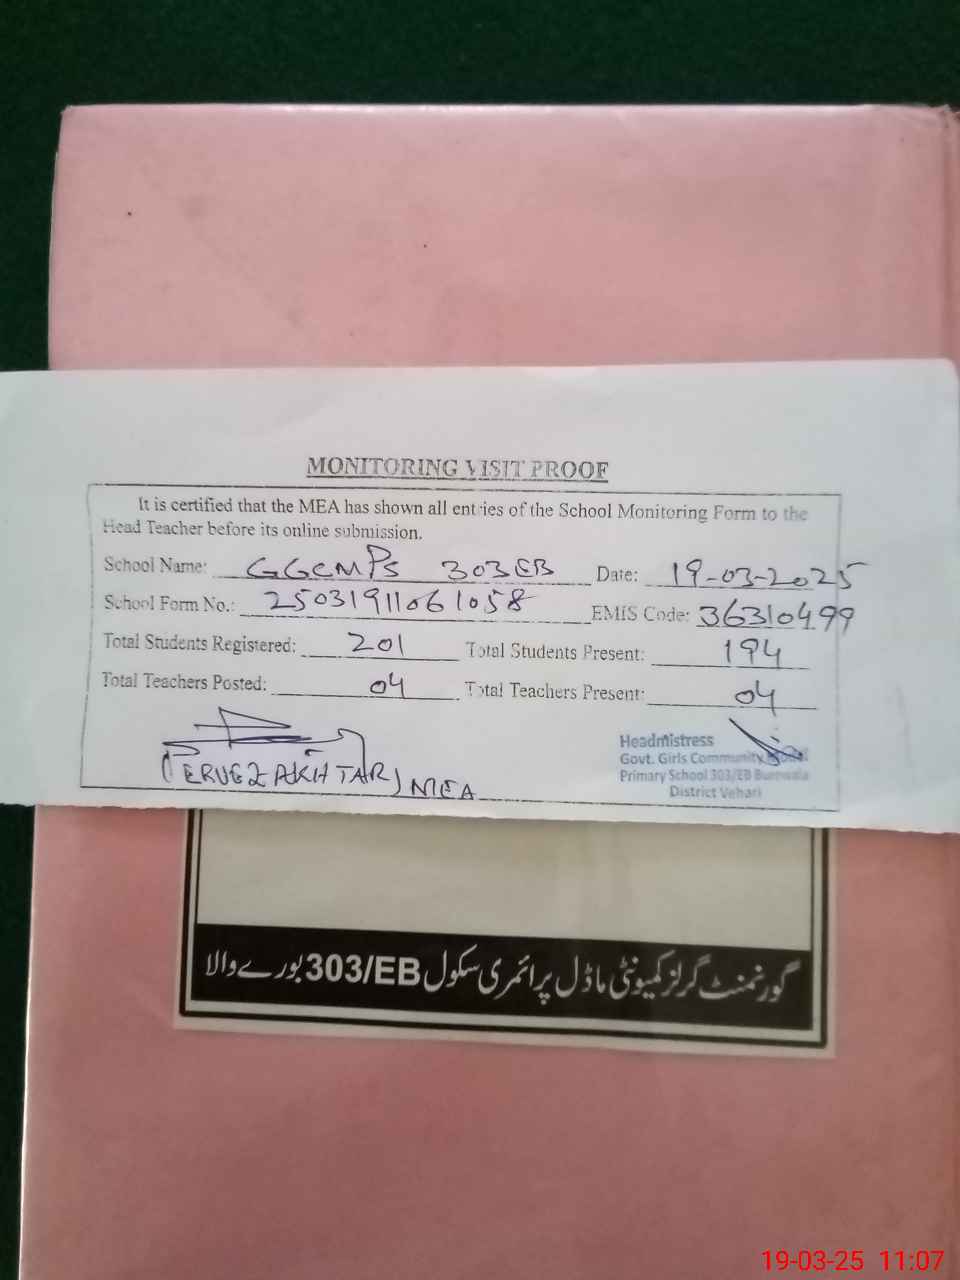 MONITORING VISIT PROOF
It is certified that the MEA has shown all entries of the School Monitoring Form to the
Head Teacher before its online submission.
School Name: GGCMPS 303EB Date: 19-03-2025
School Form No.: 25031911061058 EMIS Code: 36310499
Total Students Registered: 201 Total Students Present: 194
Total Teachers Posted: 04 Total Teachers Present: 04
(PERVEZ AKHTAR) MEA
Headmistress
Govt. Girls Community Model
Primary School 303/EB Burewala
District Vehari
گورنمنٹ گرلز کمیونٹی ماڈل پرائمری سکول 303/EB بورے والا
19-03-25 11:07